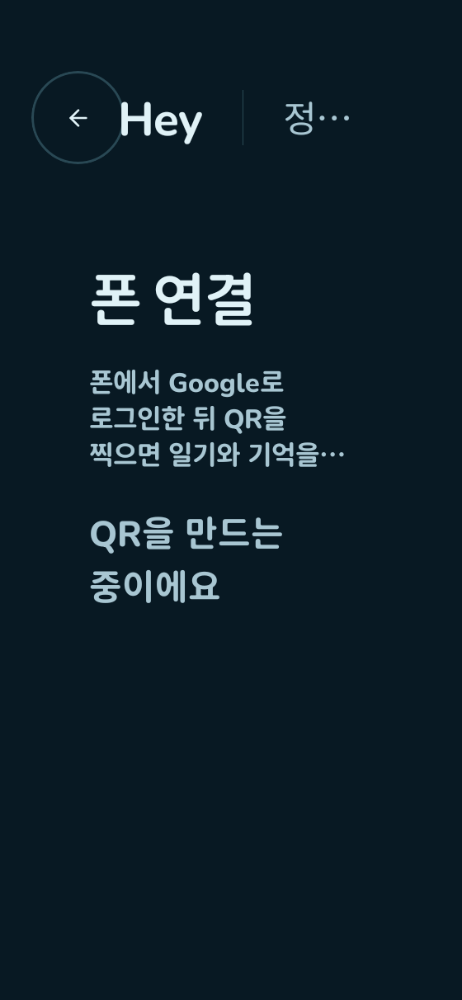 Hey
정…
폰 연결
폰에서 Google로
로그인한 뒤 QR을
찍으면 일기와 기억을…
QR을 만드는
중이에요